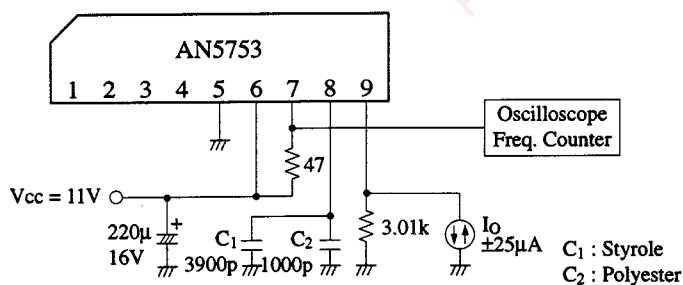 AN5753
1 2 3 4 5 6 7 8 9
Oscilloscope
Freq. Counter
47
Vcc = 11V
220μ
16V
+
C1
3900p
C2
1000p
3.01k
IO
±25μA
C1 : Styrole
C2 : Polyester